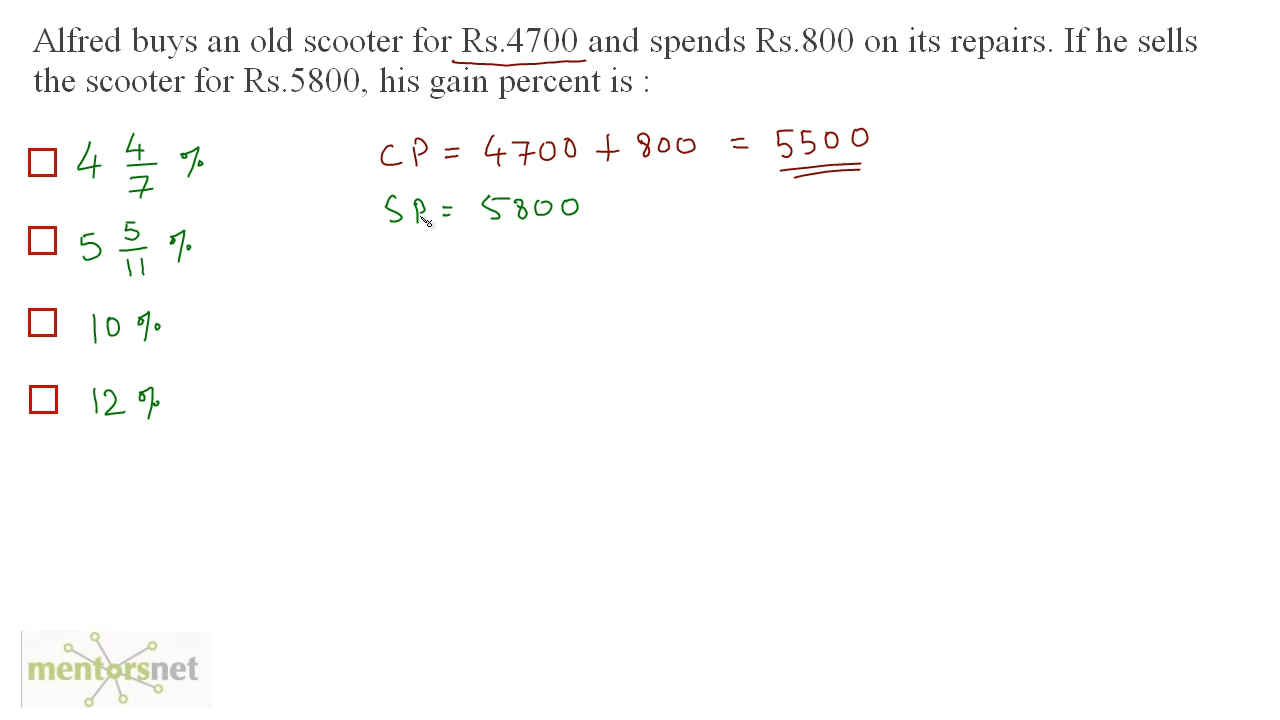 Alfred buys an old scooter for Rs.4700 and spends Rs.800 on its repairs. If he sells
the scooter for Rs.5800, his gain percent is :
4 4/7 %
CP = 4700 + 800 = 5500
SP = 5800
5 5/11 %
10 %
12 %
mentorsnet